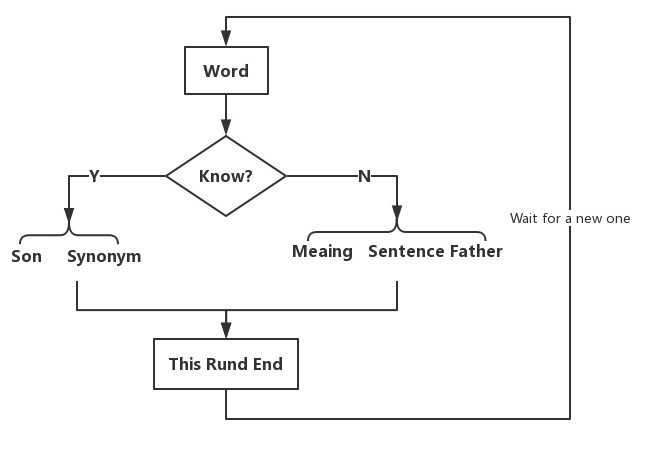 Word
Know?
Y
N
Wait for a new one
Son Synonym
Meaing Sentence Father
This Rund End